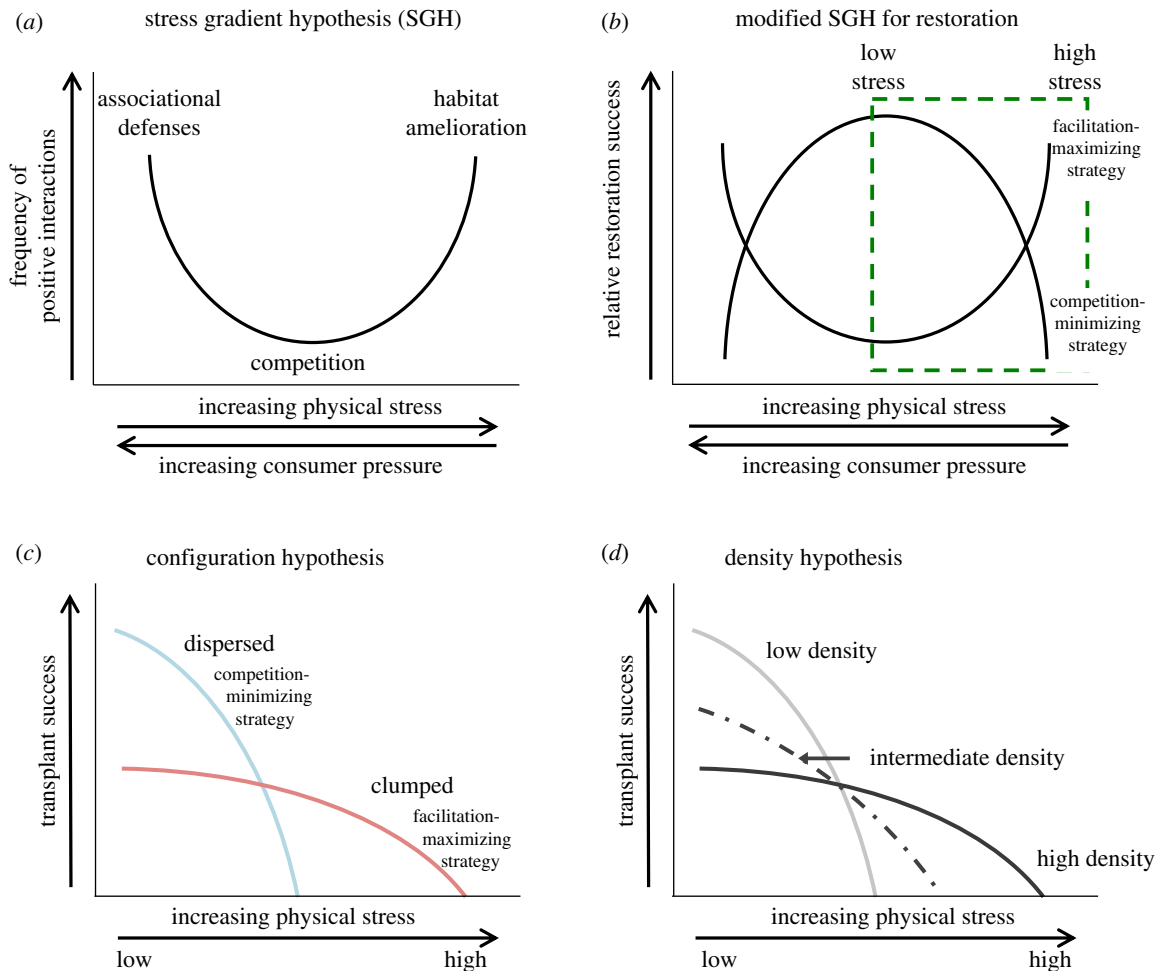 (a)
stress gradient hypothesis (SGH)
frequency of
positive interactions
associational
defenses
habitat
amelioration
competition
increasing physical stress
increasing consumer pressure
(b)
modified SGH for restoration
relative restoration success
low
stress
high
stress
facilitation-
maximizing
strategy
competition-
minimizing
strategy
increasing physical stress
increasing consumer pressure
(c)
configuration hypothesis
transplant success
dispersed
competition-
minimizing
strategy
clumped
facilitation-
maximizing
strategy
increasing physical stress
low
high
(d)
density hypothesis
transplant success
low density
intermediate density
high density
increasing physical stress
low
high